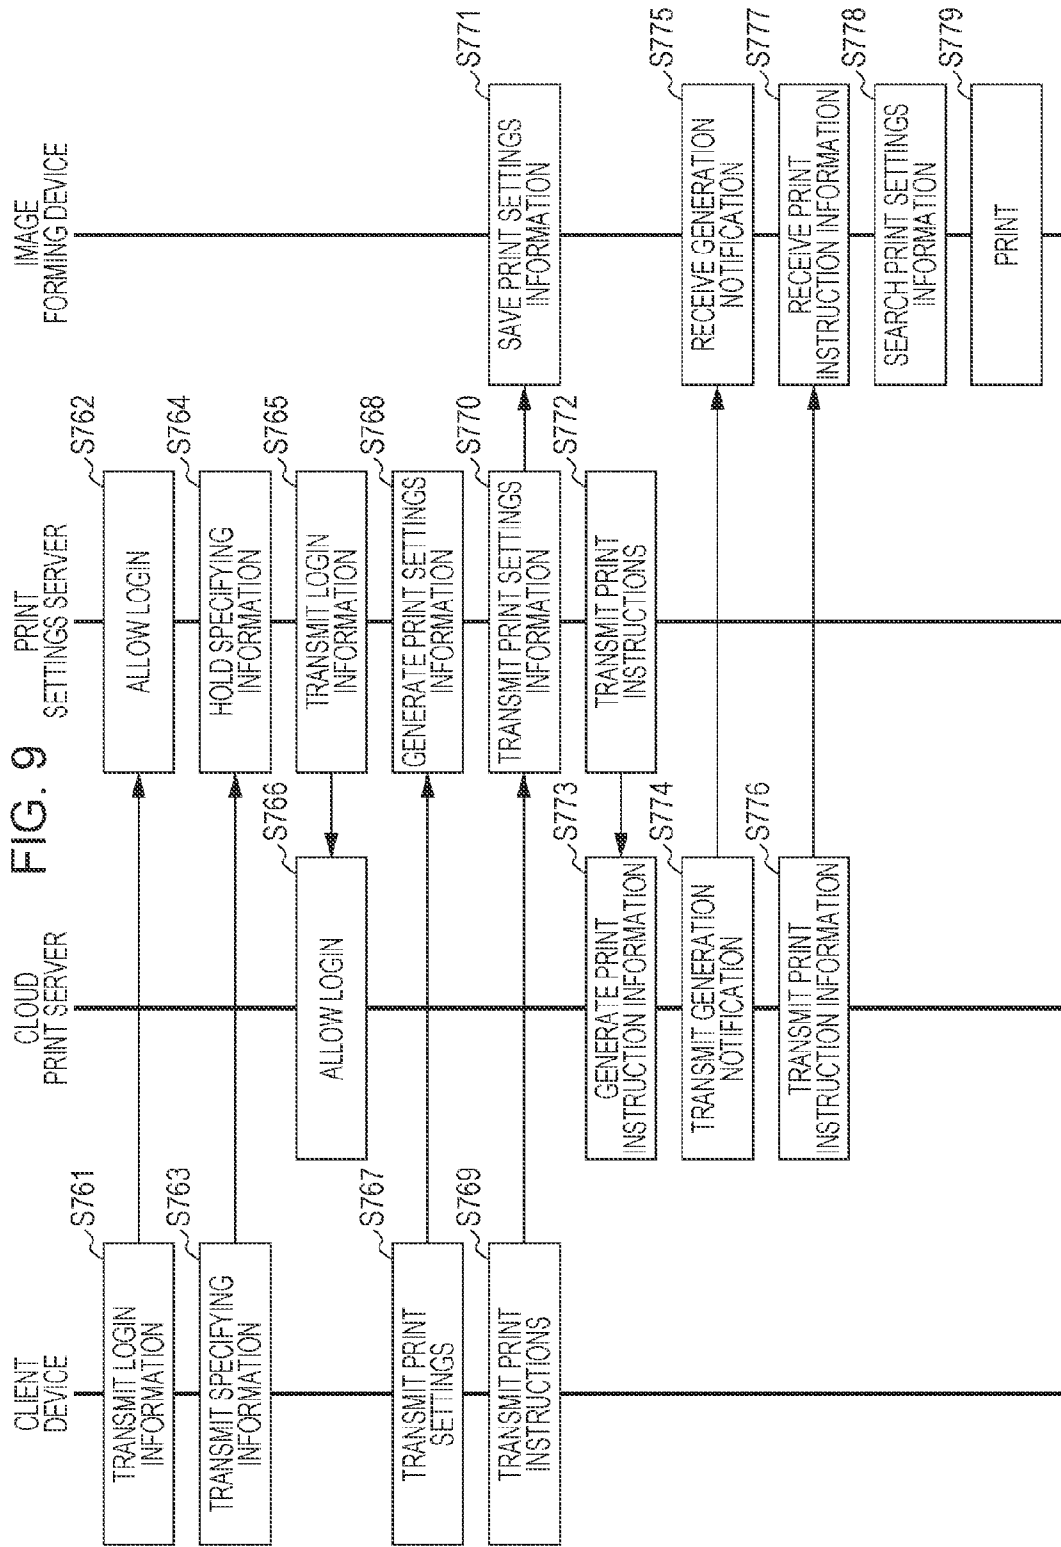 FIG. 9
CLIENT
DEVICE
CLOUD
PRINT SERVER
PRINT
SETTINGS SERVER
IMAGE
FORMING DEVICE
S761
TRANSMIT LOGIN
INFORMATION
S762
ALLOW LOGIN
S763
TRANSMIT SPECIFYING
INFORMATION
S764
HOLD SPECIFYING
INFORMATION
S765
TRANSMIT LOGIN
INFORMATION
S766
ALLOW LOGIN
S767
TRANSMIT PRINT
SETTINGS
S768
GENERATE PRINT SETTINGS
INFORMATION
S769
TRANSMIT PRINT
INSTRUCTIONS
S770
TRANSMIT PRINT SETTINGS
INFORMATION
S771
SAVE PRINT SETTINGS
INFORMATION
S772
TRANSMIT PRINT
INSTRUCTIONS
S773
GENERATE PRINT
INSTRUCTION INFORMATION
S774
TRANSMIT GENERATION
NOTIFICATION
S775
RECEIVE GENERATION
NOTIFICATION
S776
TRANSMIT PRINT
INSTRUCTION INFORMATION
S777
RECEIVE PRINT
INSTRUCTION INFORMATION
S778
SEARCH PRINT SETTINGS
INFORMATION
S779
PRINT